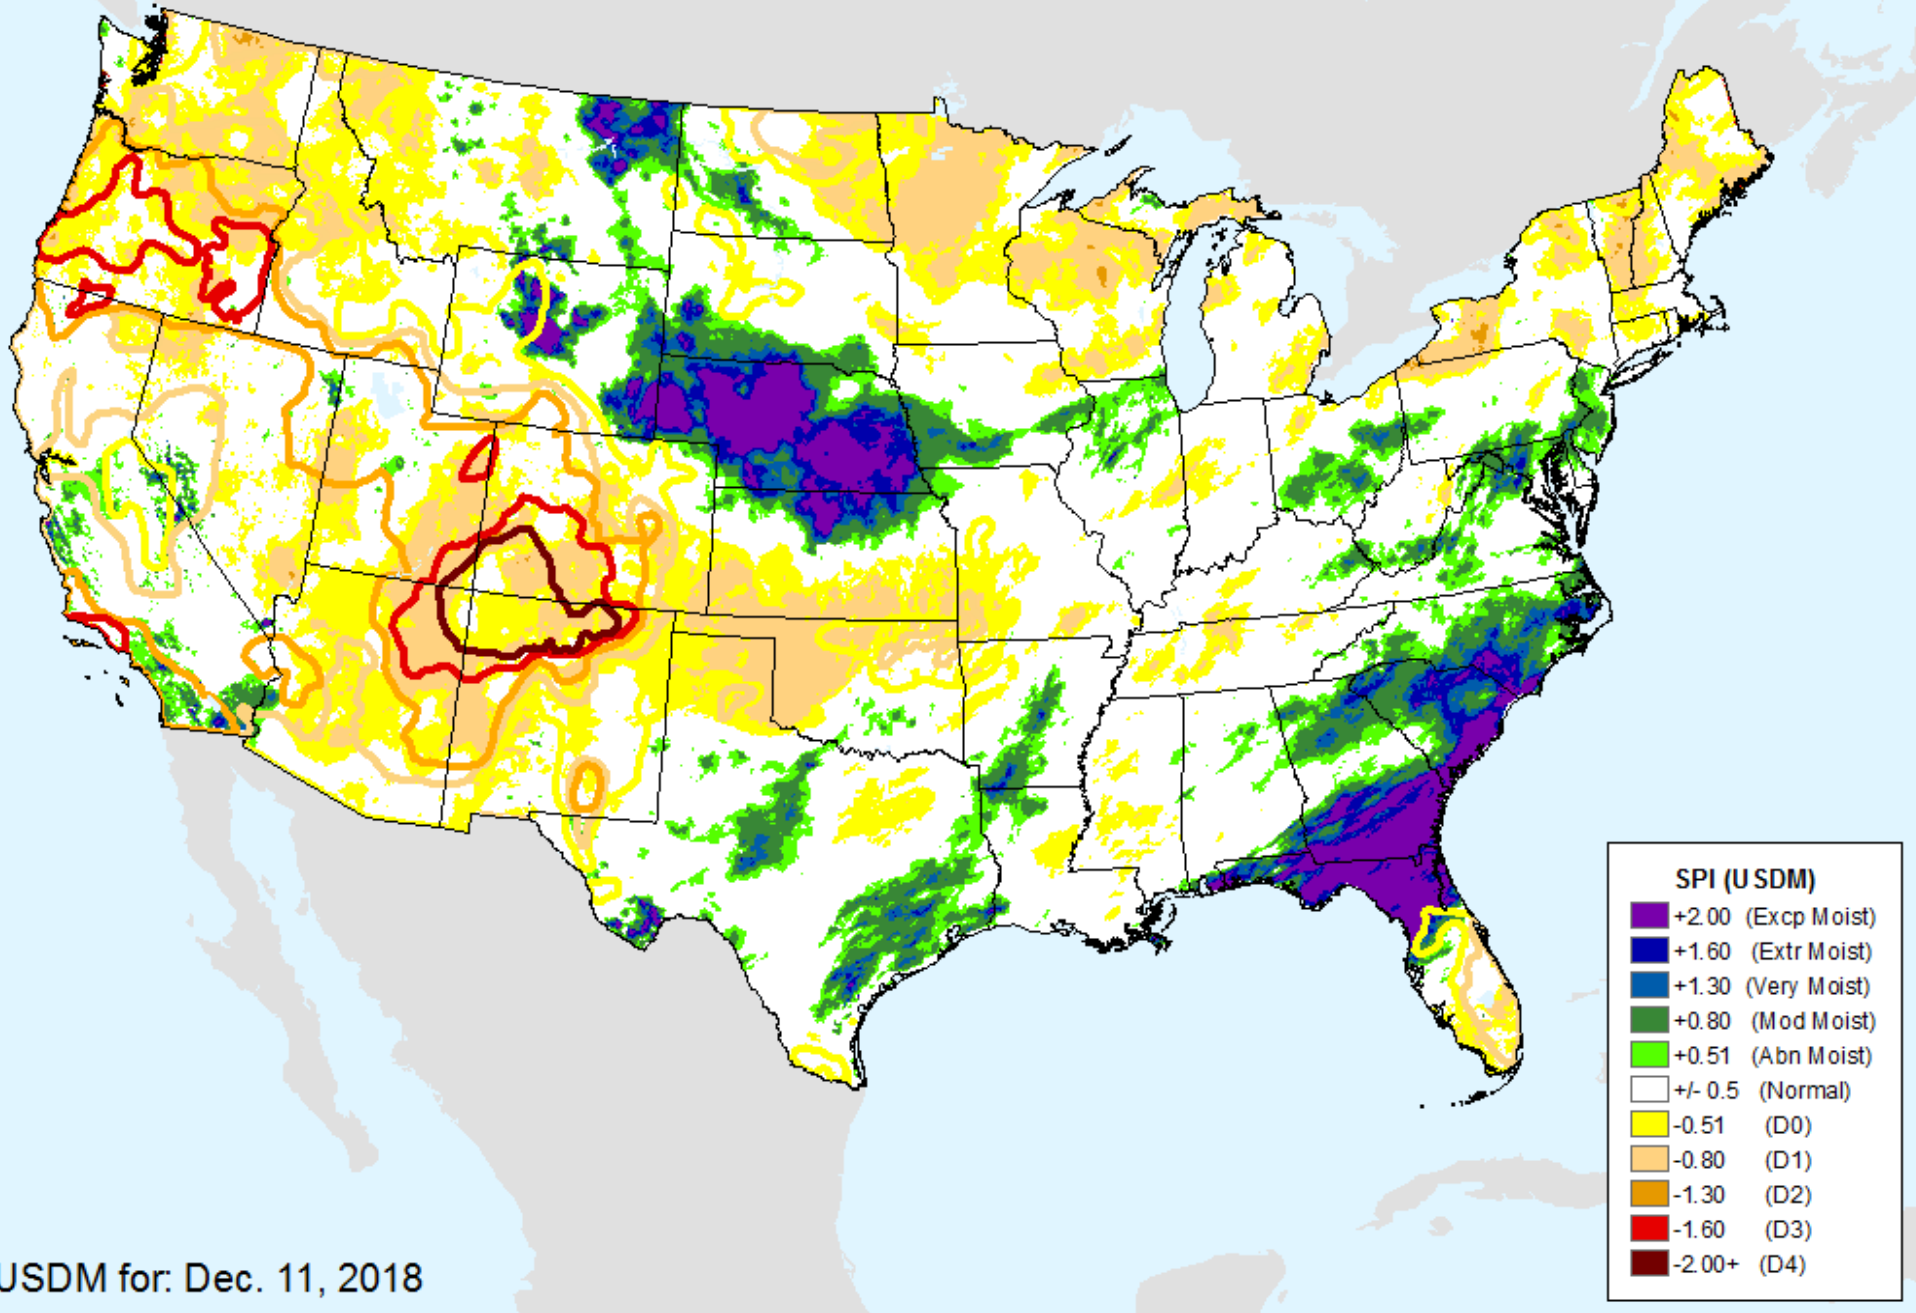 SPI (USDM)
+2.00 (Excp Moist)
+1.60 (Extr Moist)
+1.30 (Very Moist)
+0.80 (Mod Moist)
+0.51 (Abn Moist)
+/- 0.5 (Normal)
-0.51 (D0)
-0.80 (D1)
-1.30 (D2)
-1.60 (D3)
-2.00+ (D4)
USDM for: Dec. 11, 2018